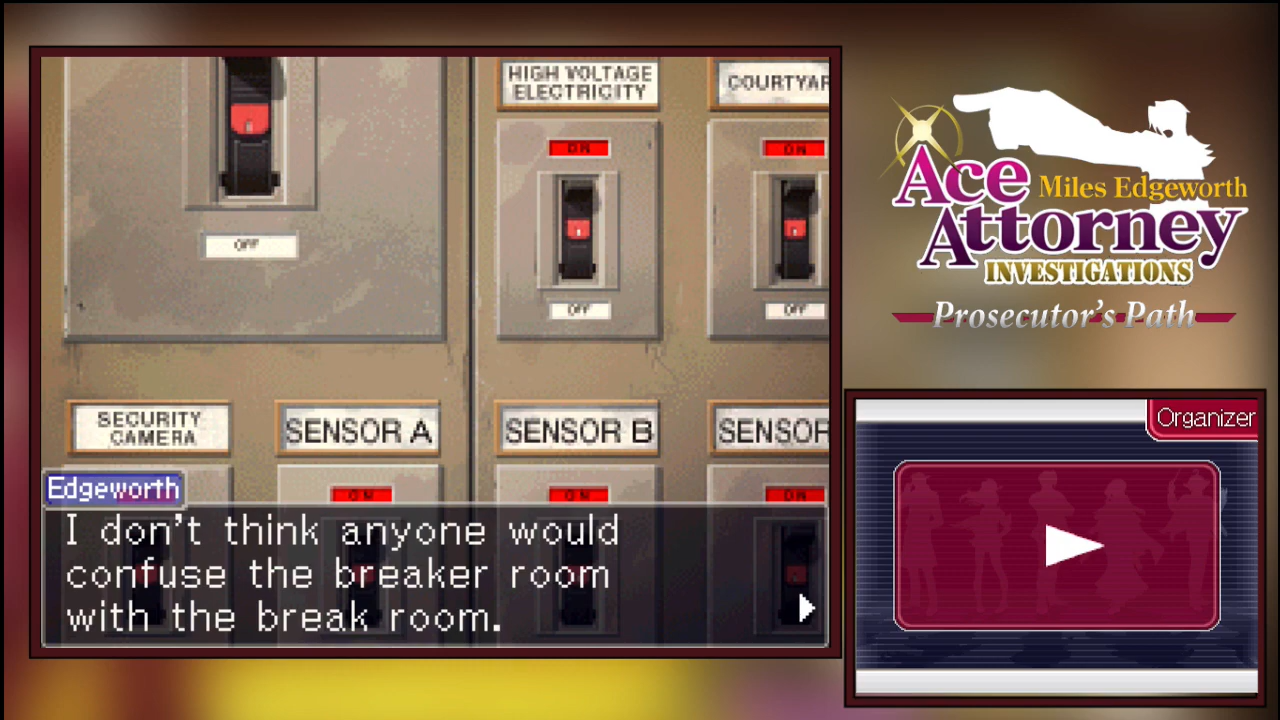 HIGH VOLTAGE
ELECTRICITY
COURTYAR
ON
ON
OFF
OFF
OFF
SECURITY
CAMERA
SENSOR A
SENSOR B
SENSOR
ON
ON
ON
Edgeworth
I don't think anyone would
confuse the breaker room
with the break room.
Ace
Miles Edgeworth
Attorney
INVESTIGATIONS
Prosecutor's Path
Organizer